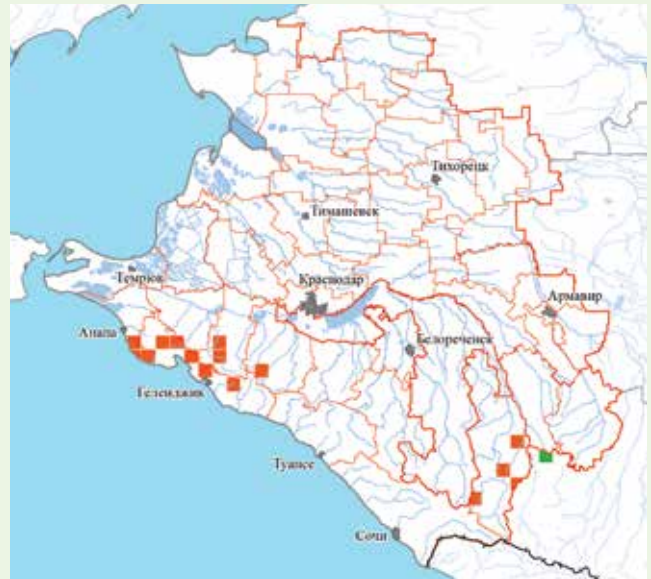 Тихорецк
Тимашевск
Темрюк
Краснодар
Армавир
Анапа
Белореченск
Геленджик
Туапсе
Сочи